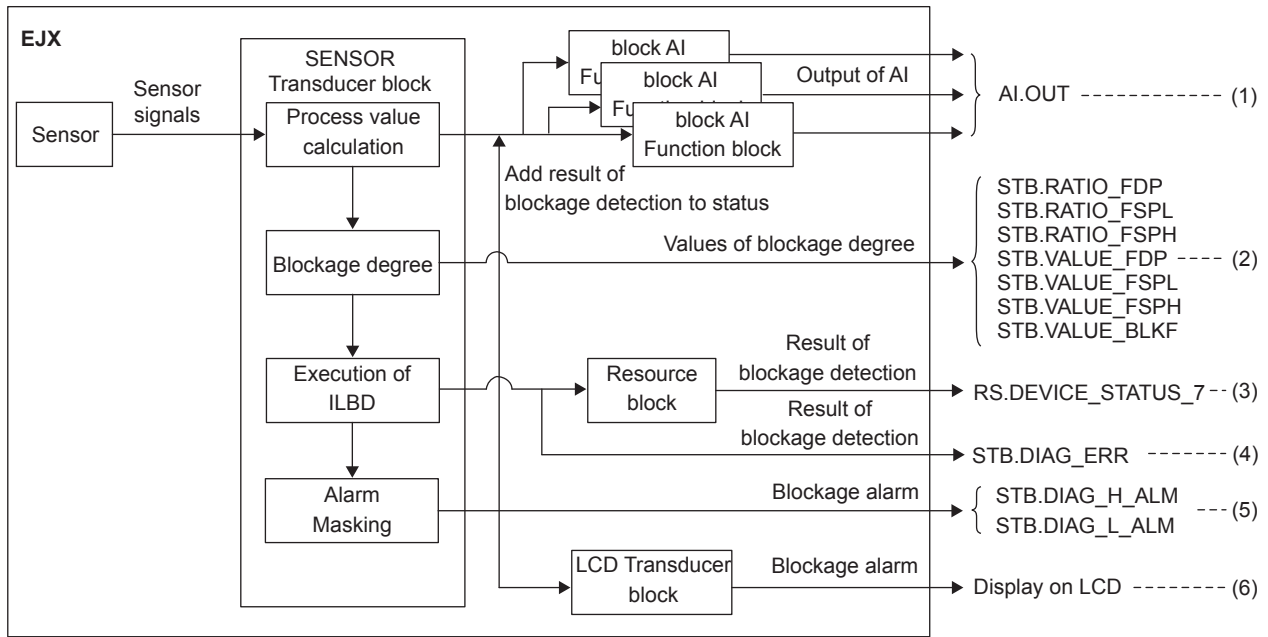 EJX
Sensor
Sensor
signals
SENSOR
Transducer block
Process value
calculation
Blockage degree
Execution of
ILBD
Alarm
Masking
block AI
Fu
block AI
Fu
block
block AI
Function block
Output of AI
AI.OUT
(1)
Add result of
blockage detection to status
Values of blockage degree
STB.RATIO_FDP
STB.RATIO_FSPL
STB.RATIO_FSPH
STB.VALUE_FDP
(2)
STB.VALUE_FSPL
STB.VALUE_FSPH
STB.VALUE_BLKF
Resource
block
Result of
blockage detection
RS.DEVICE_STATUS_7
(3)
Result of
blockage detection
STB.DIAG_ERR
(4)
Blockage alarm
STB.DIAG_H_ALM
STB.DIAG_L_ALM
(5)
LCD Transducer
block
Blockage alarm
Display on LCD
(6)